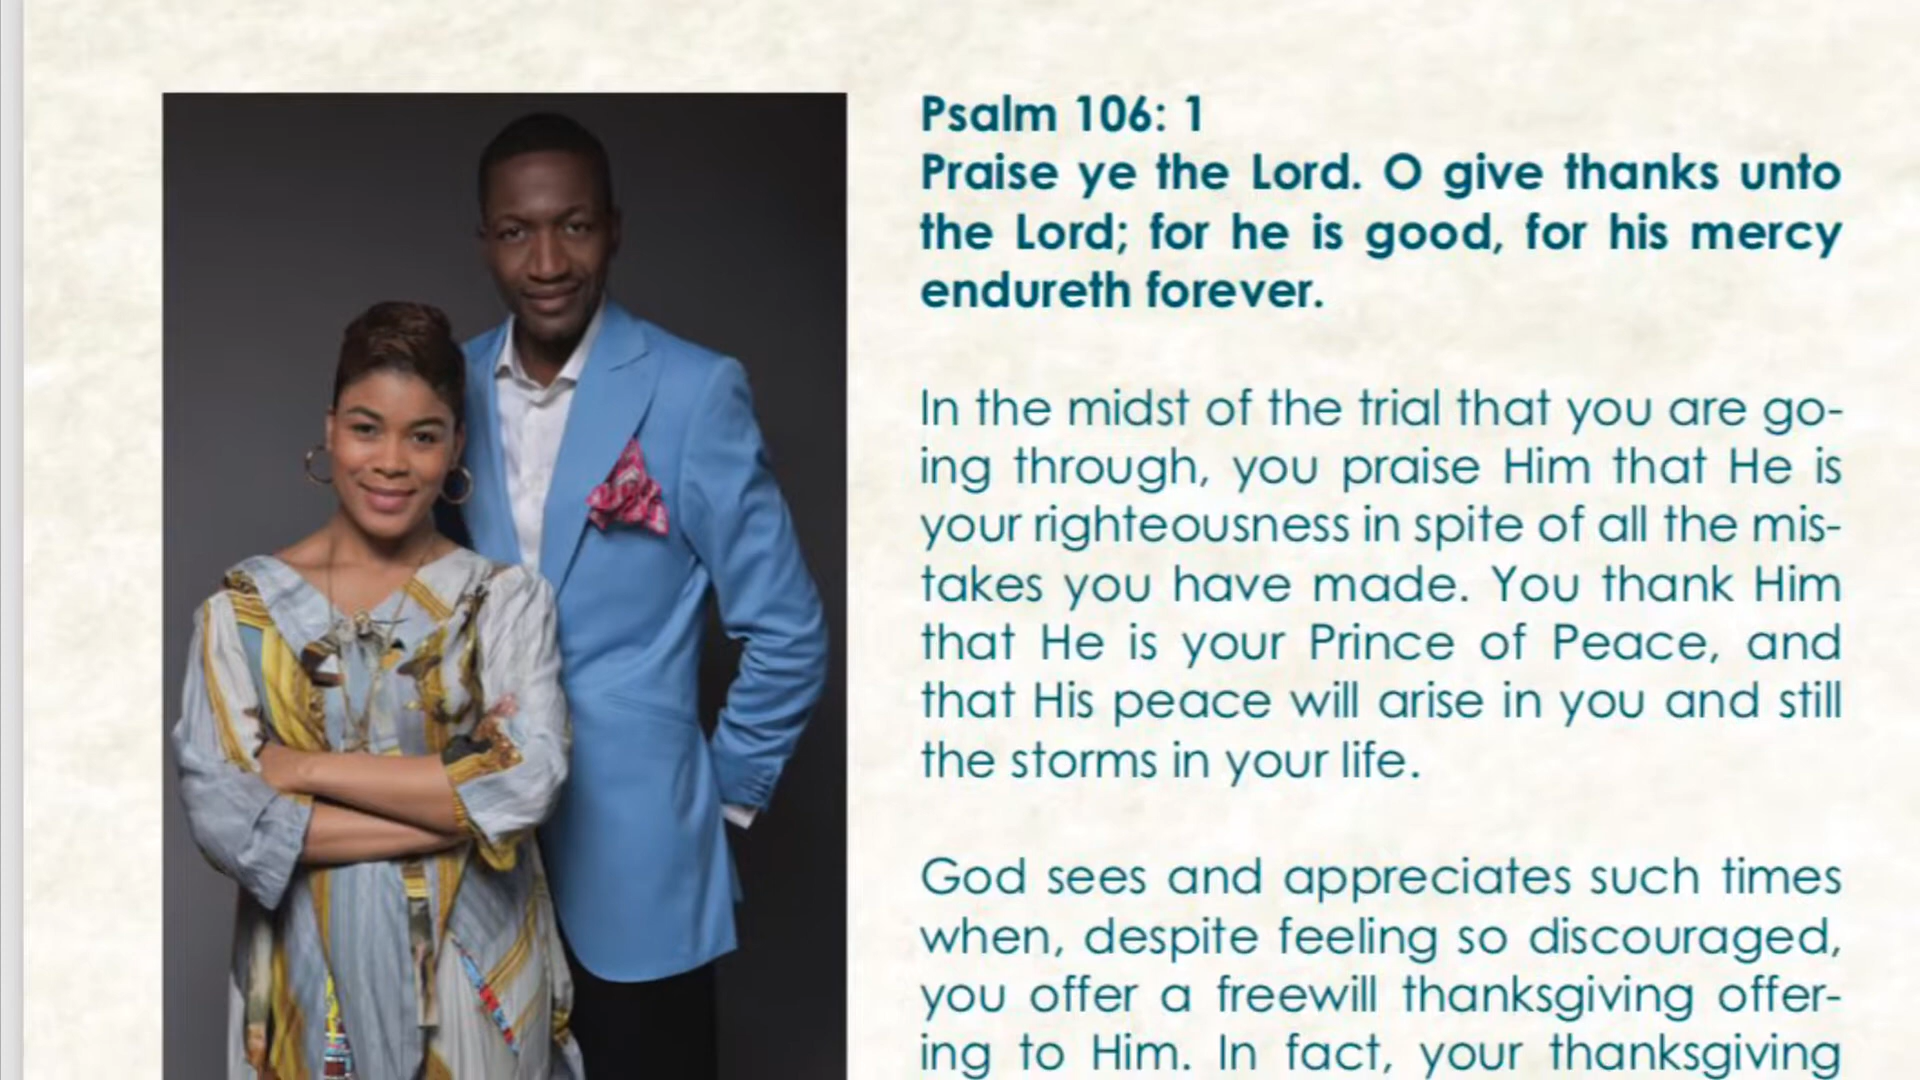 Psalm 106: 1
Praise ye the Lord. O give thanks unto
the Lord; for he is good, for his mercy
endureth forever.
In the midst of the trial that you are go-
ing through, you praise Him that He is
your righteousness in spite of all the mis-
takes you have made. You thank Him
that He is your Prince of Peace, and
that His peace will arise in you and still
the storms in your life.
God sees and appreciates such times
when, despite feeling so discouraged,
you offer a freewill thanksgiving offer-
ing to Him. In fact, your thanksgiving